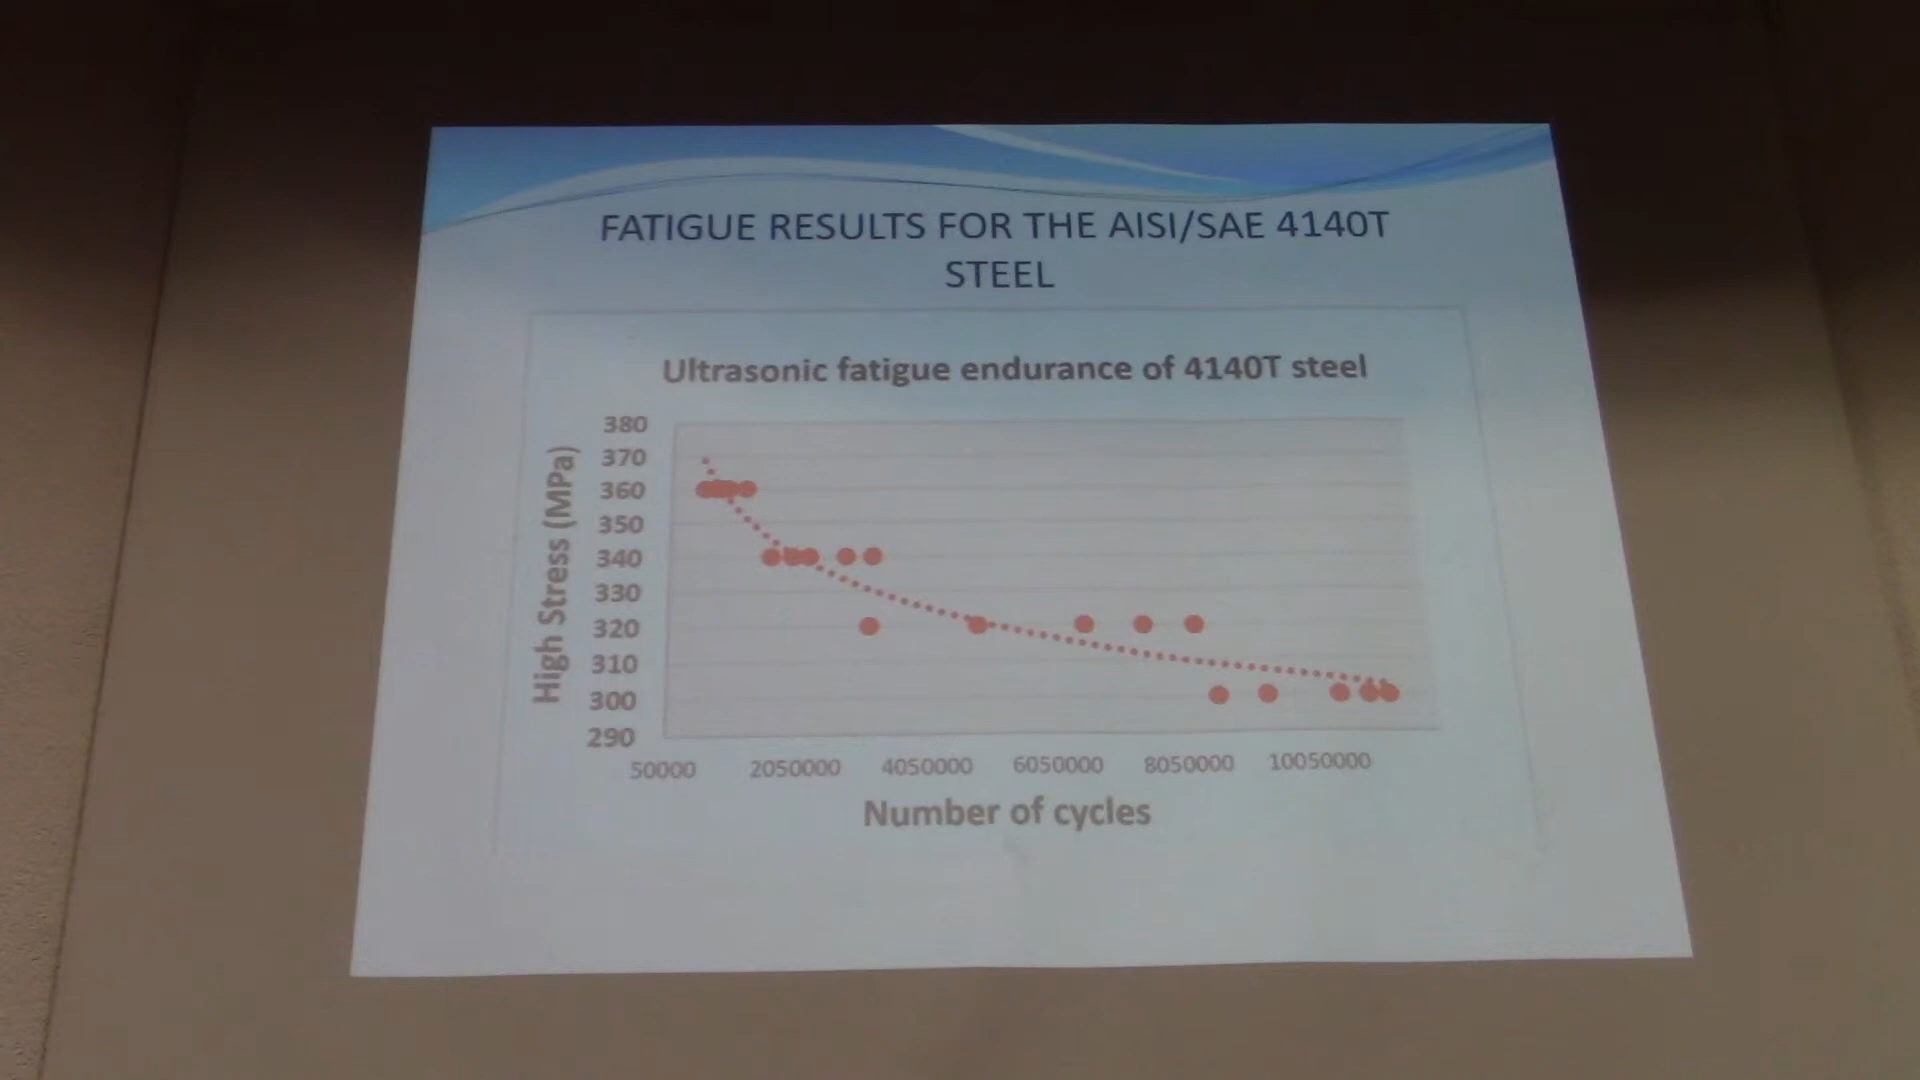 FATIGUE RESULTS FOR THE AISI/SAE 4140T
STEEL
Ultrasonic fatigue endurance of 4140T steel
High Stress (MPa)
380
370
360
350
340
330
320
310
300
290
50000 2050000 4050000 6050000 8050000 10050000
Number of cycles